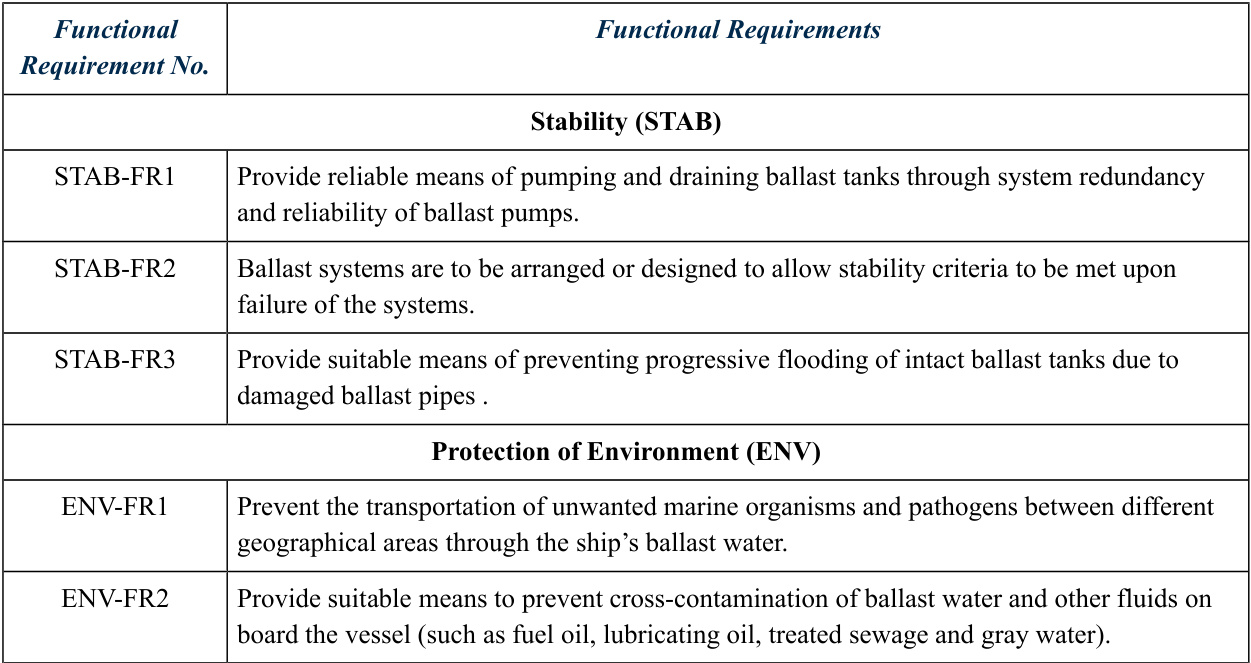 Functional
Requirement No.
Functional Requirements
Stability (STAB)
STAB-FR1
Provide reliable means of pumping and draining ballast tanks through system redundancy
and reliability of ballast pumps.
STAB-FR2
Ballast systems are to be arranged or designed to allow stability criteria to be met upon
failure of the systems.
STAB-FR3
Provide suitable means of preventing progressive flooding of intact ballast tanks due to
damaged ballast pipes .
Protection of Environment (ENV)
ENV-FR1
Prevent the transportation of unwanted marine organisms and pathogens between different
geographical areas through the ship’s ballast water.
ENV-FR2
Provide suitable means to prevent cross-contamination of ballast water and other fluids on
board the vessel (such as fuel oil, lubricating oil, treated sewage and gray water).